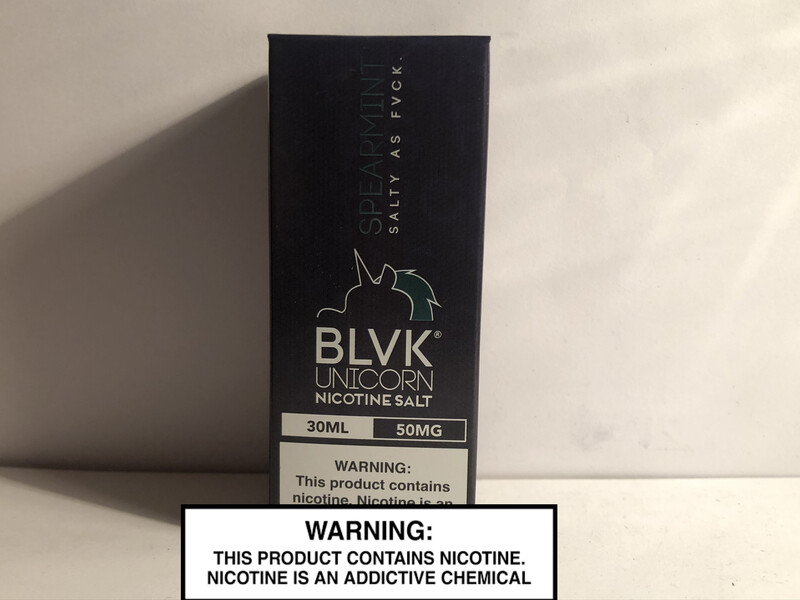 SPEARMINT
SALTY AS FVCK.
BLVK®
UNICORN
NICOTINE SALT
30ML 50MG
WARNING:
This product contains
nicotine. Nicotine is an
WARNING:
THIS PRODUCT CONTAINS NICOTINE.
NICOTINE IS AN ADDICTIVE CHEMICAL